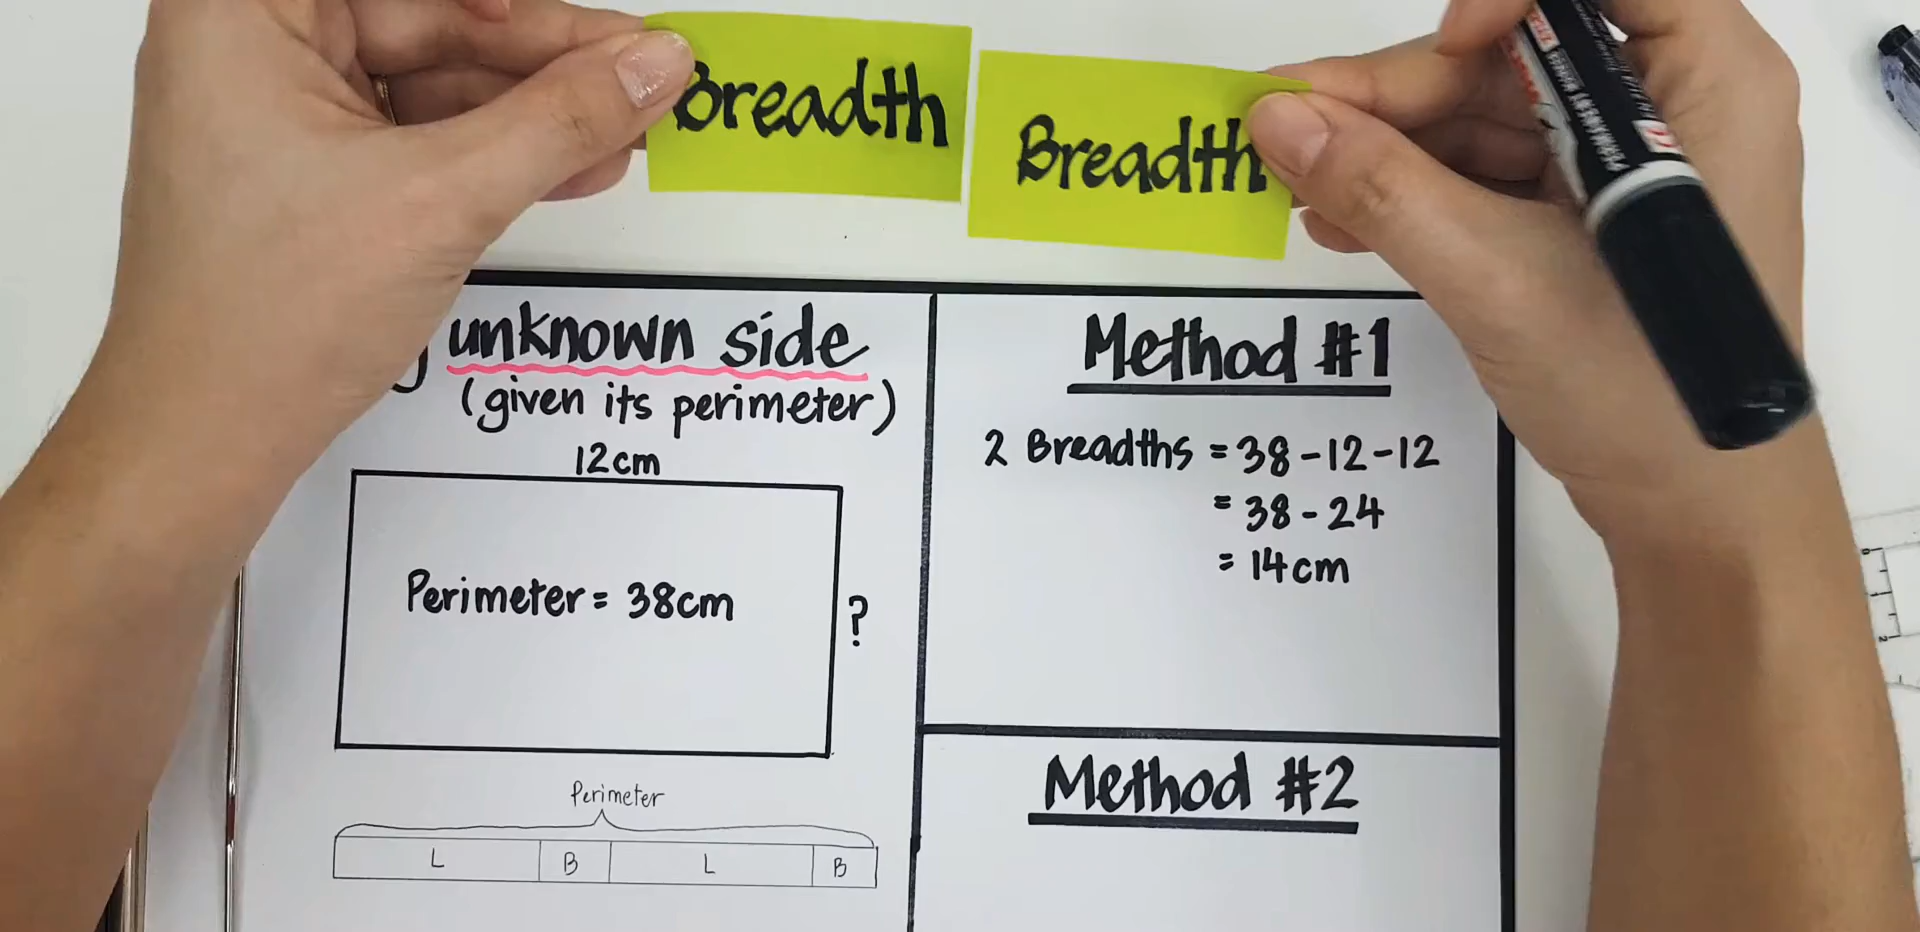 Breadth
Breadth
unknown side
(given its perimeter)
12cm
Perimeter = 38cm
?
Perimeter
L B L B
Method #1
2 Breadths = 38 - 12 - 12
= 38 - 24
= 14cm
Method #2